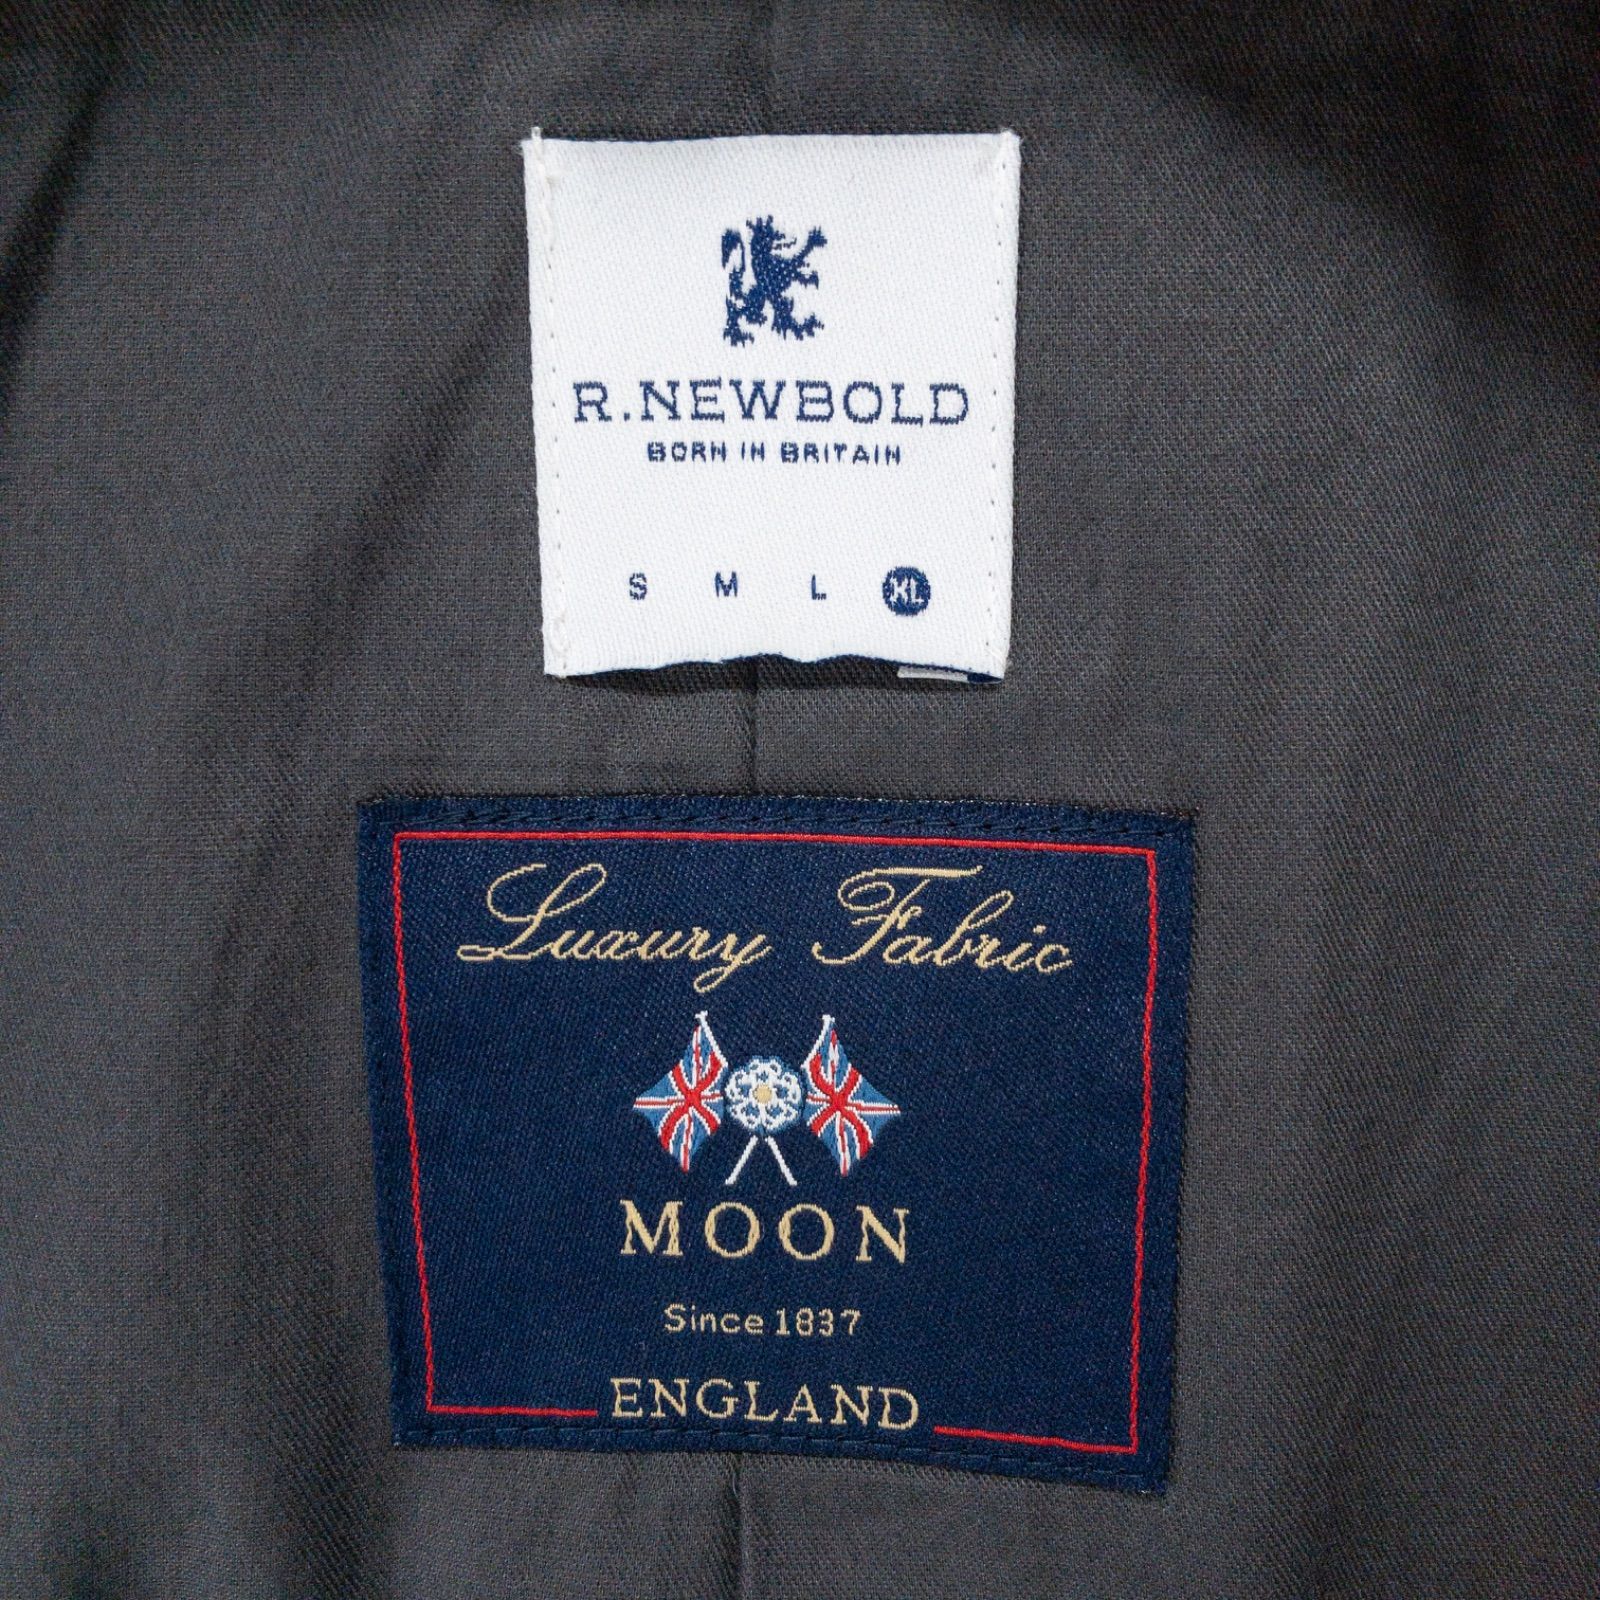 R.NEWBOLD
BORN IN BRITAIN
S M L XL
Luxury Fabric
MOON
Since 1837
ENGLAND